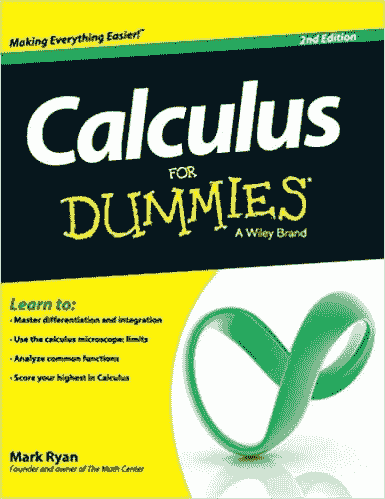 Making Everything Easier!™
2nd Edition
Calculus
FOR
DUMMIES®
A Wiley Brand
Learn to:
• Master differentiation and integration
• Use the calculus microscope: limits
• Analyze common functions
• Score your highest in Calculus
Mark Ryan
Founder and owner of The Math Center